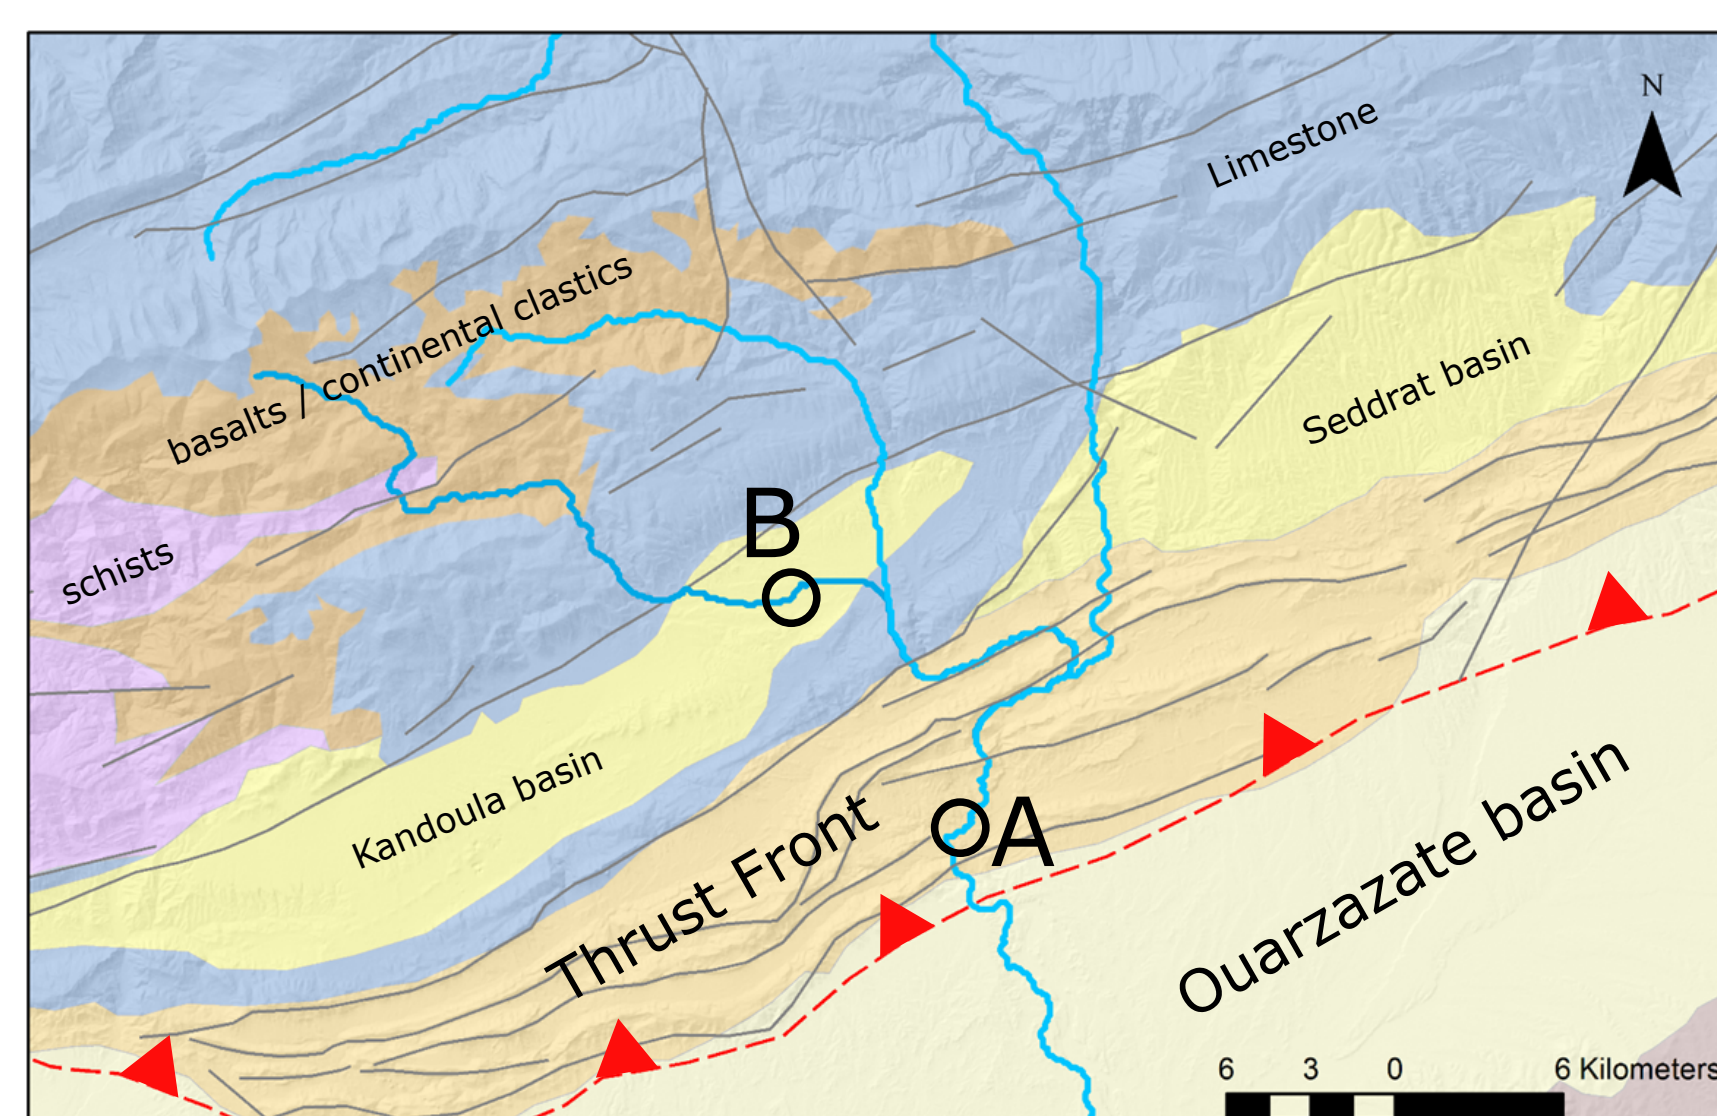 N
Limestone
basalts / continental clastics
Seddrat basin
B
schists
Kandoula basin
A
Thrust Front
Ouarzazate basin
6 3 0 6 Kilometers